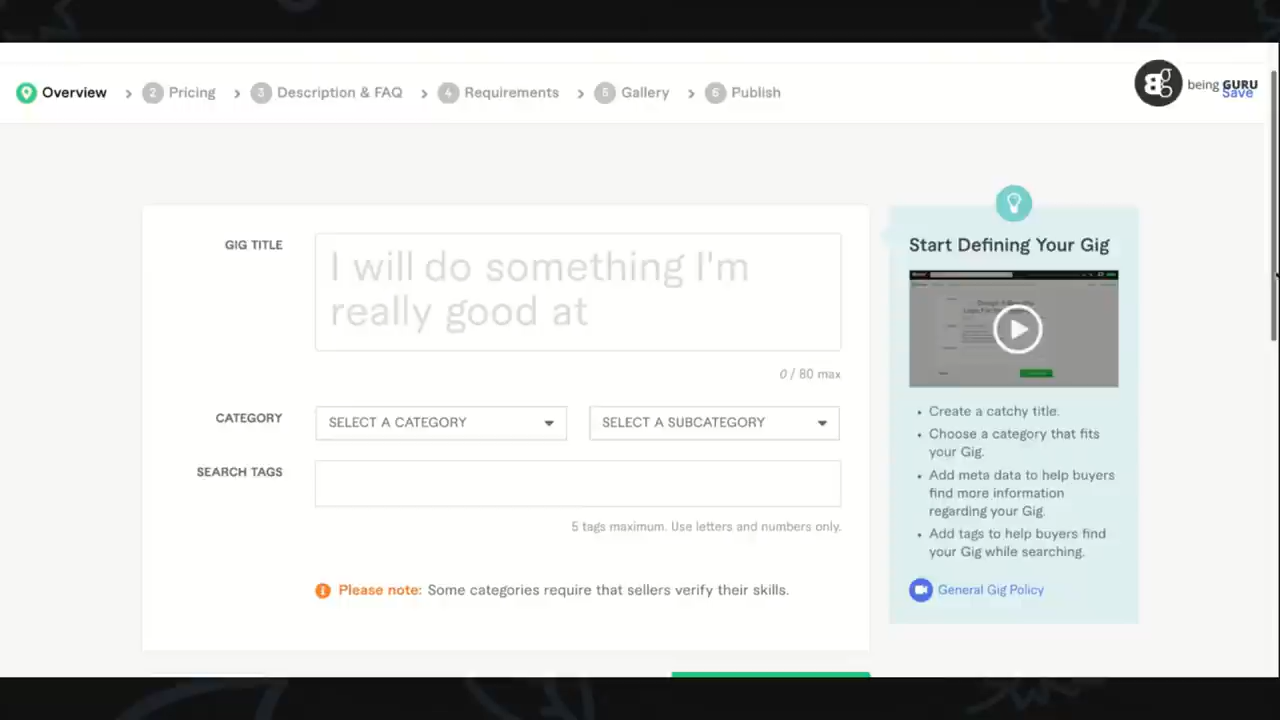 Overview > 2 Pricing > 3 Description & FAQ > 4 Requirements > 5 Gallery > 6 Publish
bg being GURU
Save
GIG TITLE
I will do something I'm
really good at
0 / 80 max
CATEGORY
SELECT A CATEGORY
SELECT A SUBCATEGORY
SEARCH TAGS
5 tags maximum. Use letters and numbers only.
Please note: Some categories require that sellers verify their skills.
Start Defining Your Gig
• Create a catchy title.
• Choose a category that fits
your Gig.
• Add meta data to help buyers
find more information
regarding your Gig.
• Add tags to help buyers find
your Gig while searching.
General Gig Policy